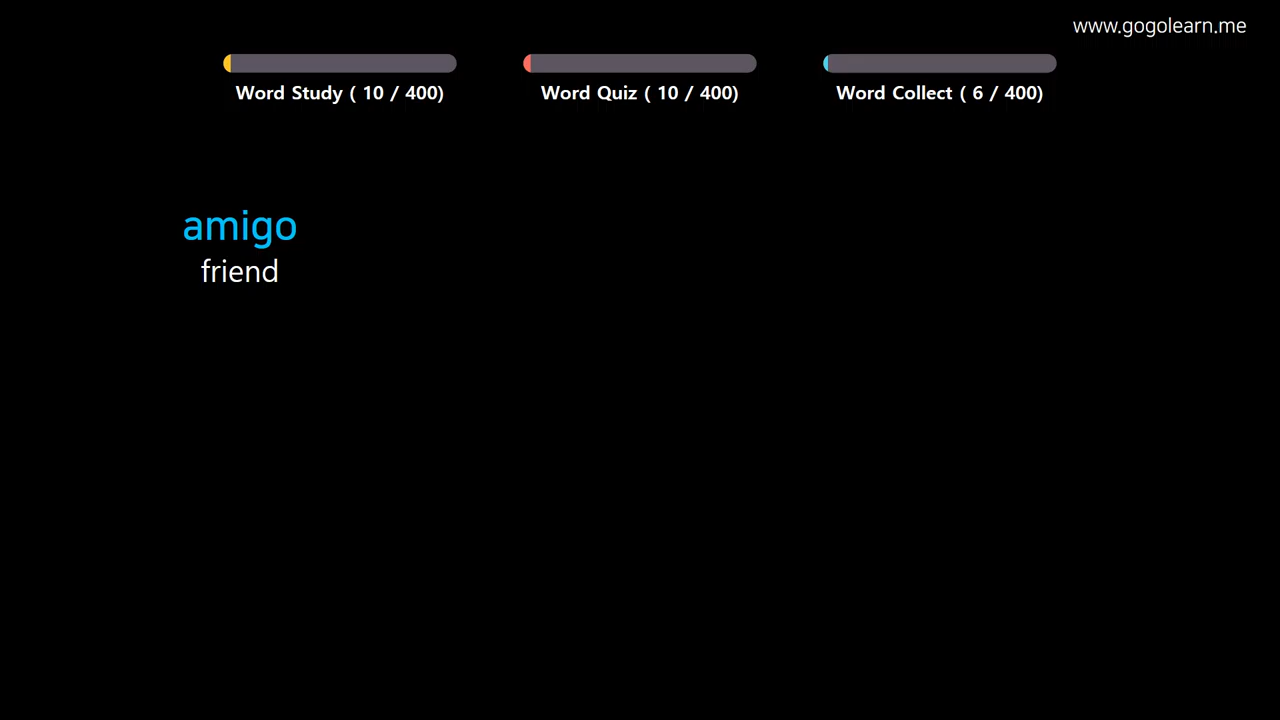 www.gogolearn.me
Word Study ( 10 / 400)
Word Quiz ( 10 / 400)
Word Collect ( 6 / 400)
amigo
friend